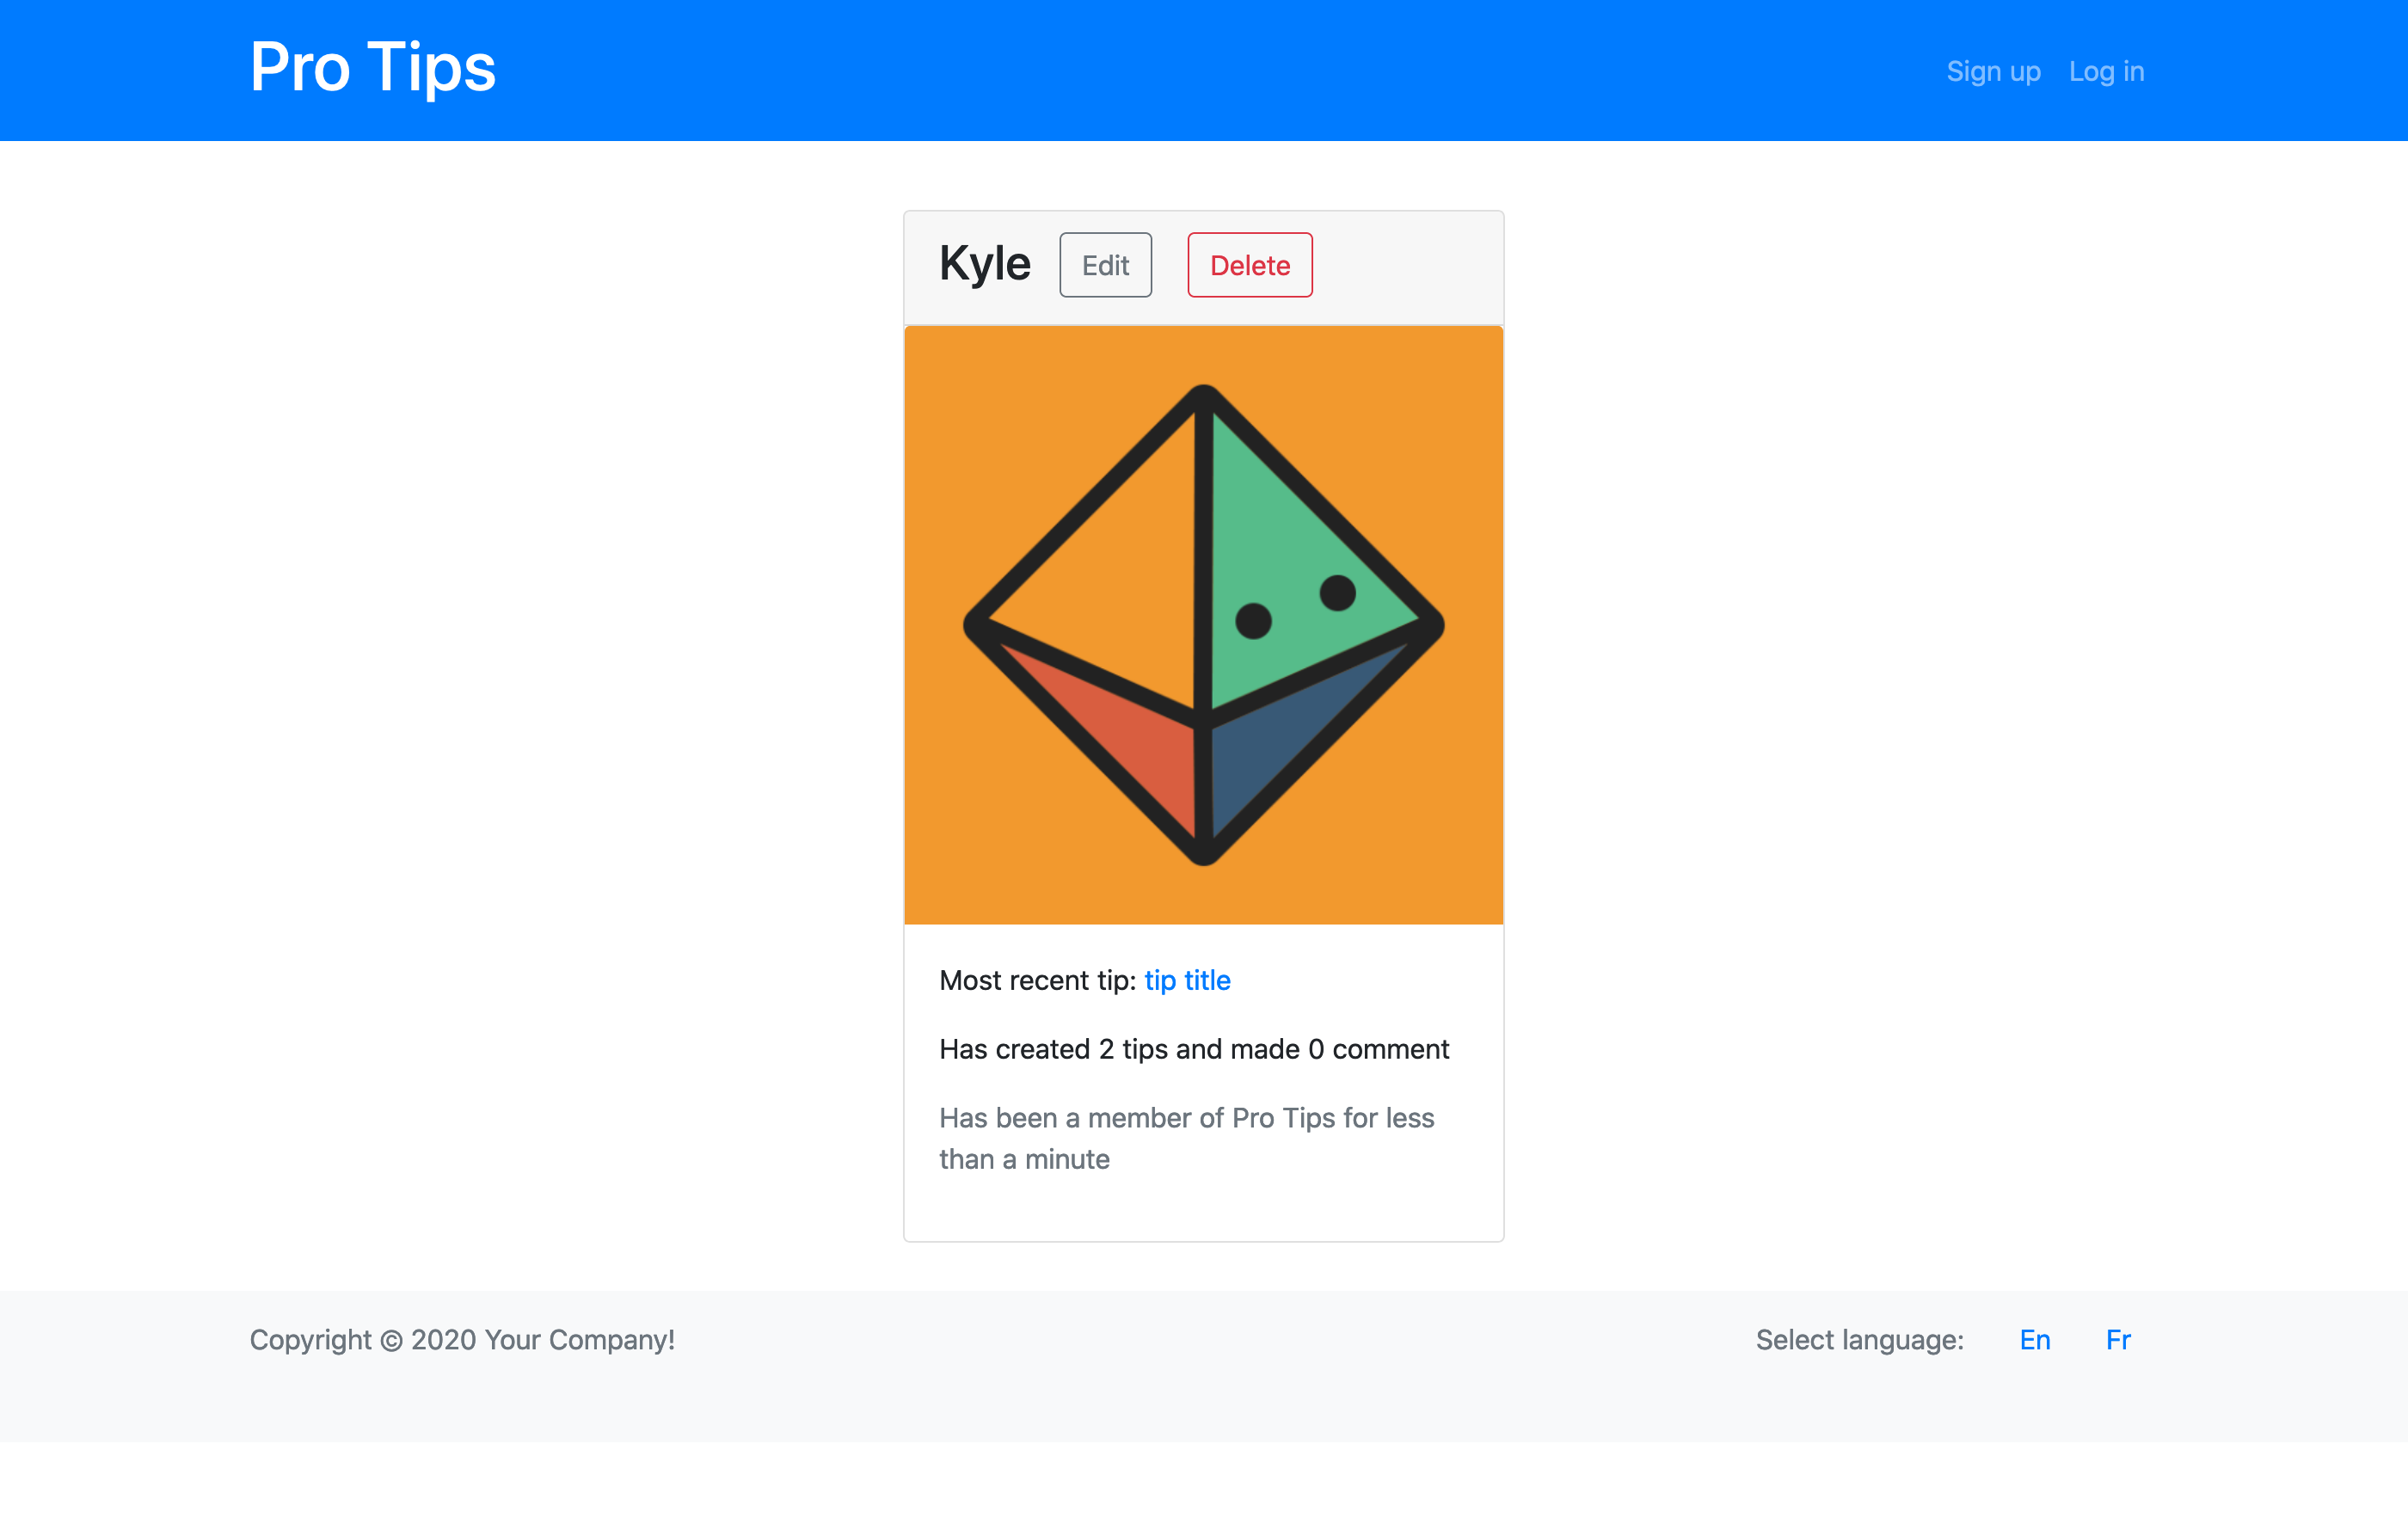 Pro Tips
Sign up
Log in
Kyle
Edit
Delete
Most recent tip: tip title
Has created 2 tips and made 0 comment
Has been a member of Pro Tips for less
than a minute
Copyright © 2020 Your Company!
Select language:
En
Fr